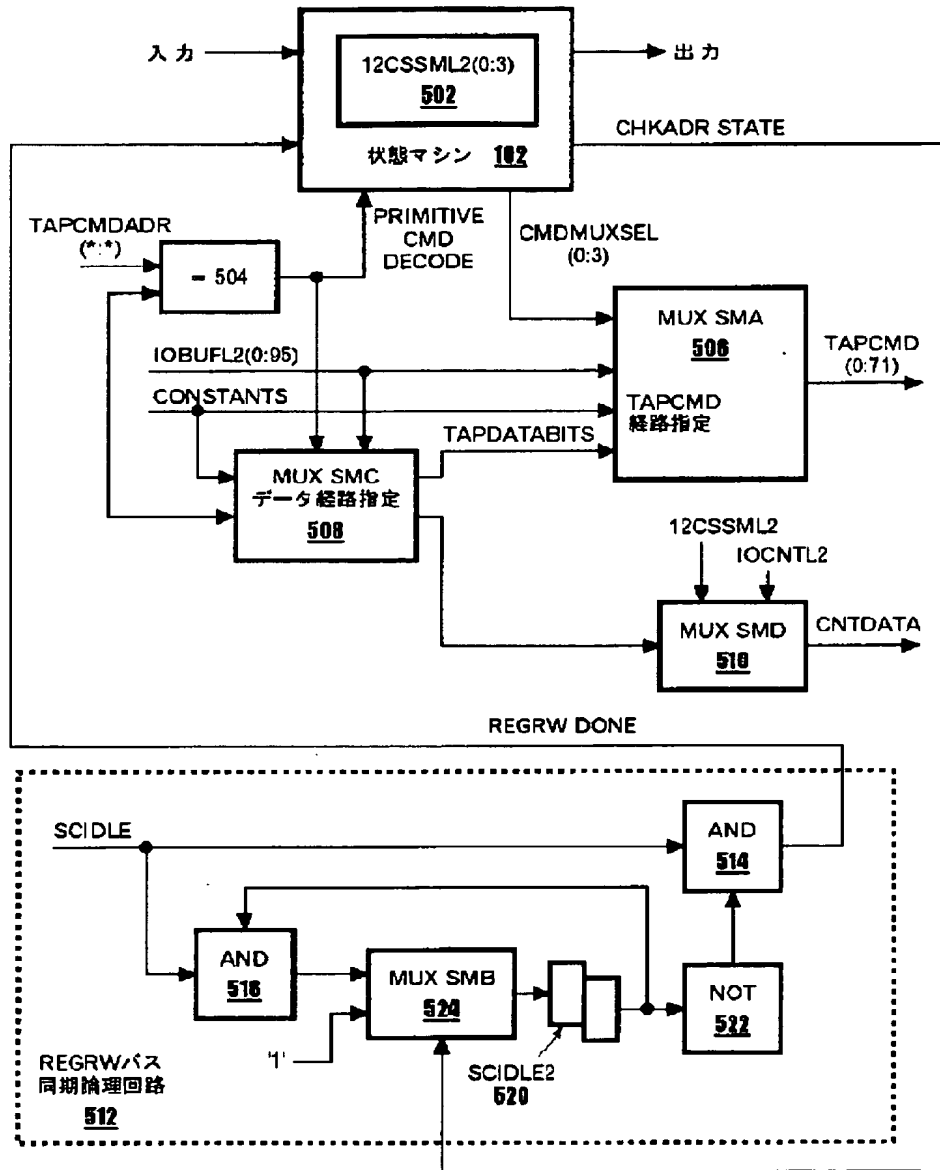 入力
12CSSML2(0:3)
502
出力
状態マシン 102
CHKADR STATE
TAPCMDADR
(*:*)
= 504
PRIMITIVE
CMD
DECODE
CMDMUXSEL
(0:3)
MUX SMA
506
TAPCMD
経路指定
TAPCMD
(0:71)
IOBUFL2(0:95)
CONSTANTS
TAPDATABITS
MUX SMC
データ経路指定
508
12CSSML2
IOCNTL2
MUX SMD
510
CNTDATA
REGRW DONE
SCIDLE
AND
514
AND
516
MUX SMB
524
NOT
522
'1'
SCIDLE2
520
REGRWバス
同期論理回路
512